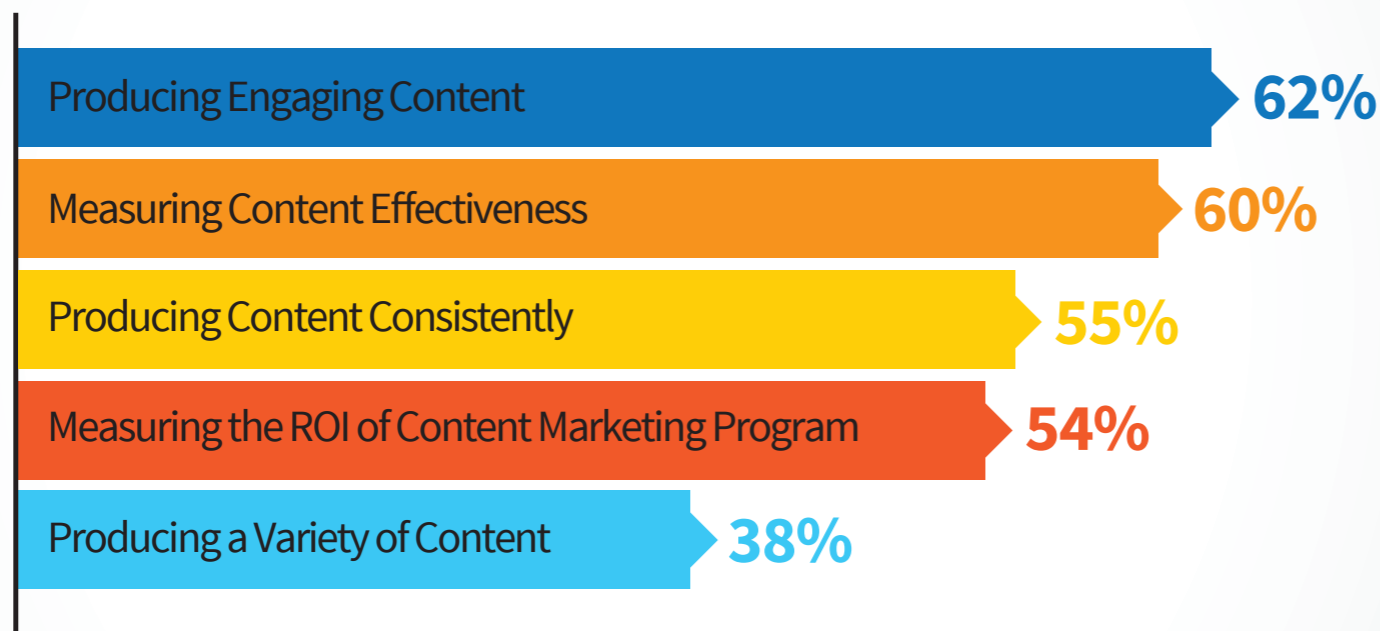 Producing Engaging Content 62%
Measuring Content Effectiveness 60%
Producing Content Consistently 55%
Measuring the ROI of Content Marketing Program 54%
Producing a Variety of Content 38%